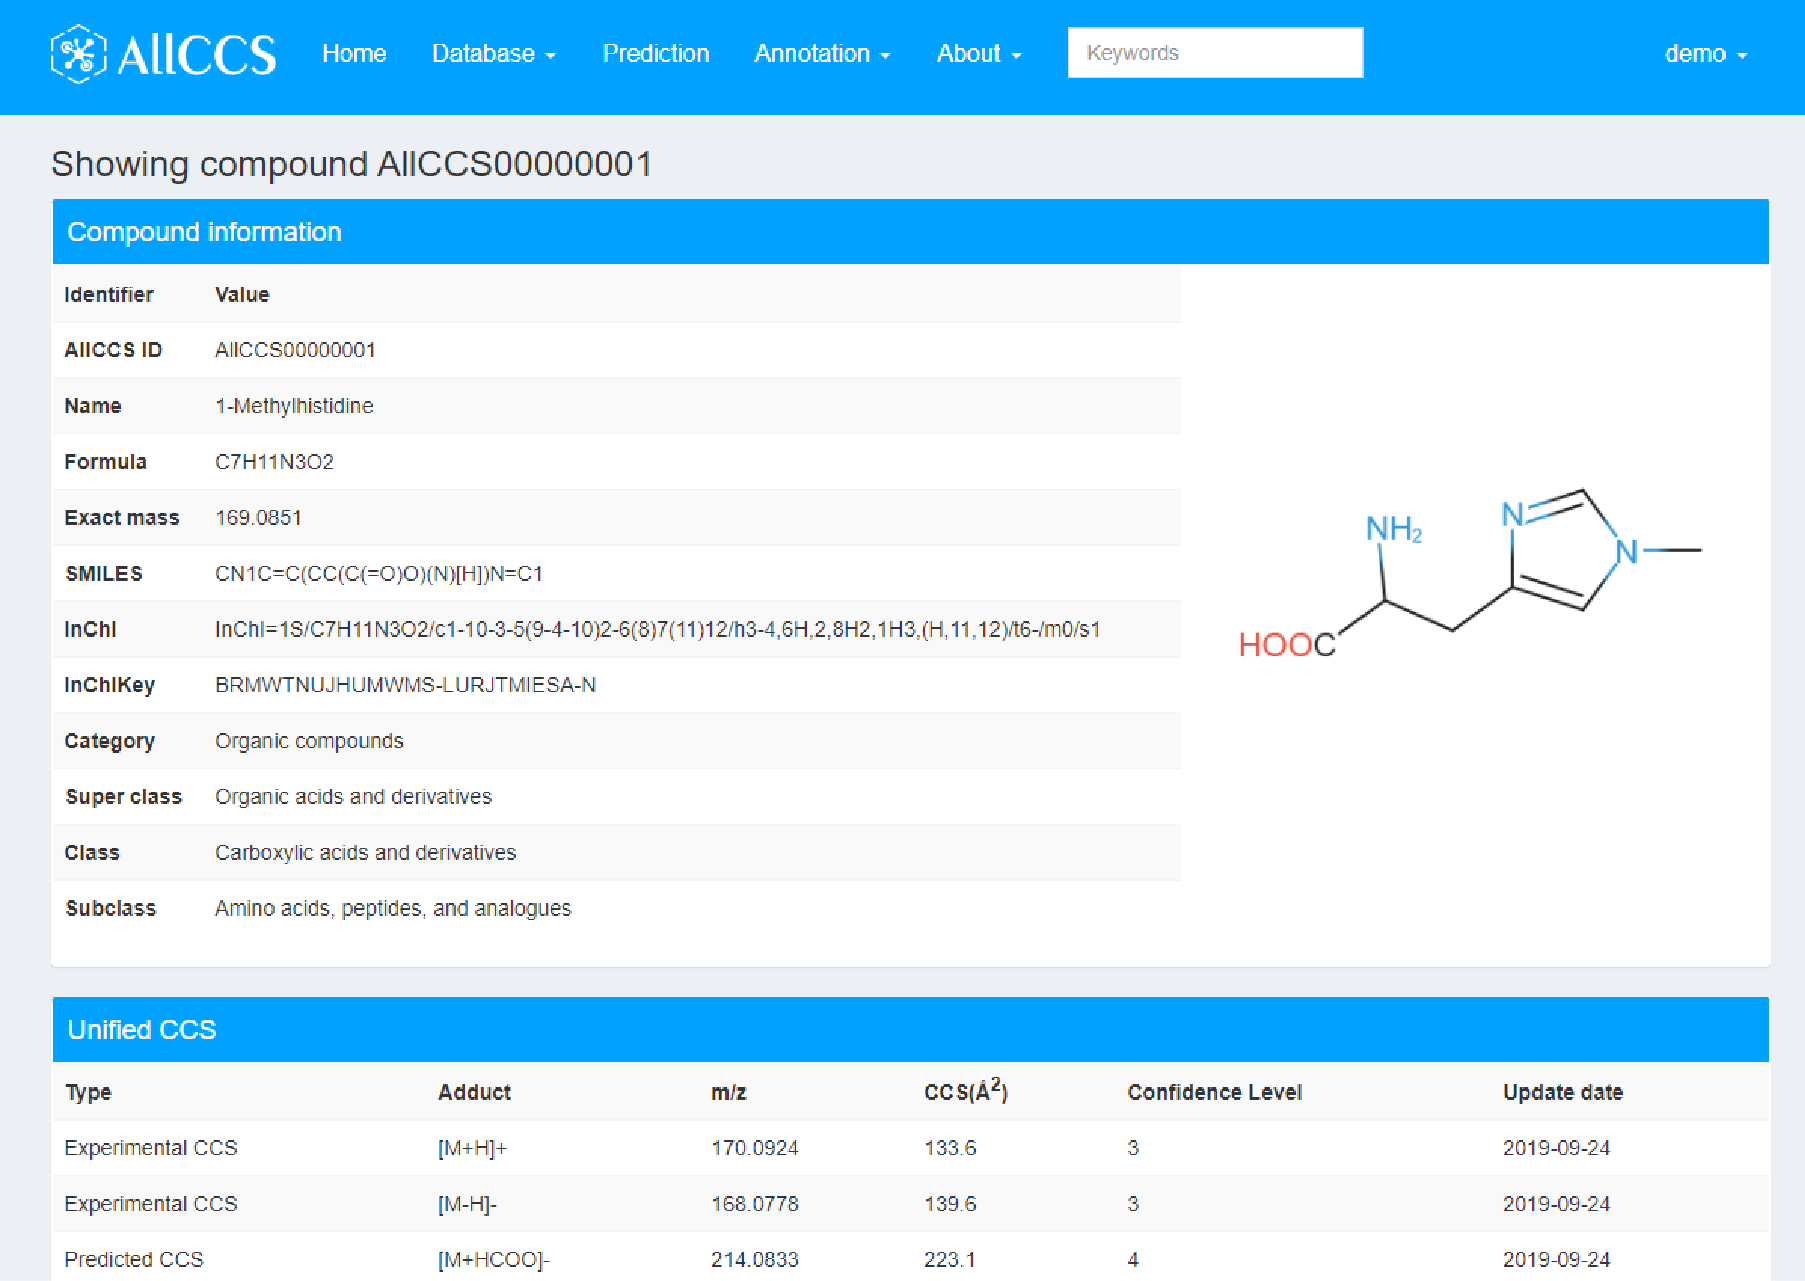 AllCCS Home Database Prediction Annotation About Keywords demo
Showing compound AllCCS00000001
Compound information
Identifier Value
AllCCS ID AllCCS00000001
Name 1-Methylhistidine
Formula C7H11N3O2
Exact mass 169.0851
SMILES CN1C=C(CC(C(=O)O)(N)[H])N=C1
InChI InChI=1S/C7H11N3O2/c1-10-3-5(9-4-10)2-6(8)7(11)12/h3-4,6H,2,8H2,1H3,(H,11,12)/t6-/m0/s1
InChIKey BRMWTNUJHUMWMS-LURJTMIESA-N
Category Organic compounds
Super class Organic acids and derivatives
Class Carboxylic acids and derivatives
Subclass Amino acids, peptides, and analogues
NH2
N
N
HOOC
Unified CCS
Type Adduct m/z CCS(Å2) Confidence Level Update date
Experimental CCS [M+H]+ 170.0924 133.6 3 2019-09-24
Experimental CCS [M-H]- 168.0778 139.6 3 2019-09-24
Predicted CCS [M+HCOO]- 214.0833 223.1 4 2019-09-24